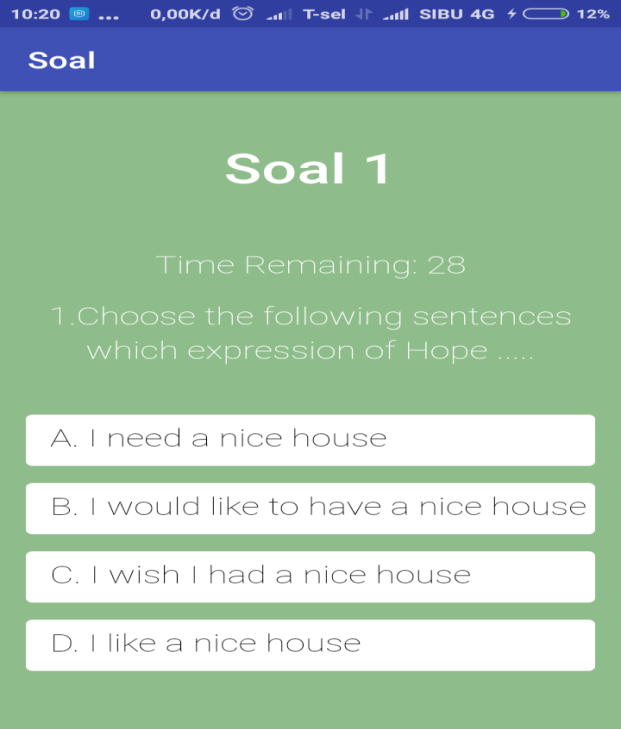 10:20 ... 0,00K/d T-sel SIBU 4G 12%
Soal
Soal 1
Time Remaining: 28
1.Choose the following sentences
which expression of Hope .....
A. I need a nice house
B. I would like to have a nice house
C. I wish I had a nice house
D. I like a nice house